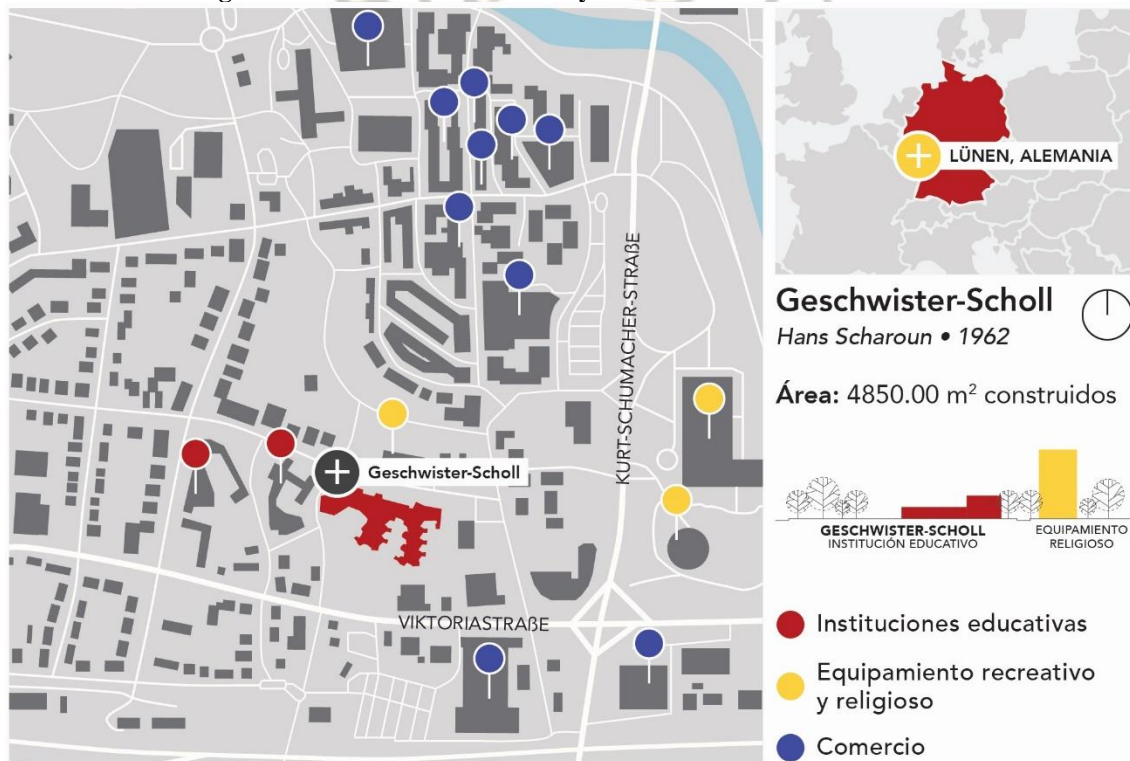 Geschwister-Scholl
KURT-SCHUMACHER-STRAßE
VIKTORIASTRAßE
LÜNEN, ALEMANIA
Geschwister-Scholl
Hans Scharoun • 1962
Área: 4850.00 m² construidos
GESCHWISTER-SCHOLL
INSTITUCIÓN EDUCATIVO
EQUIPAMIENTO
RELIGIOSO
Instituciones educativas
Equipamiento recreativo
y religioso
Comercio